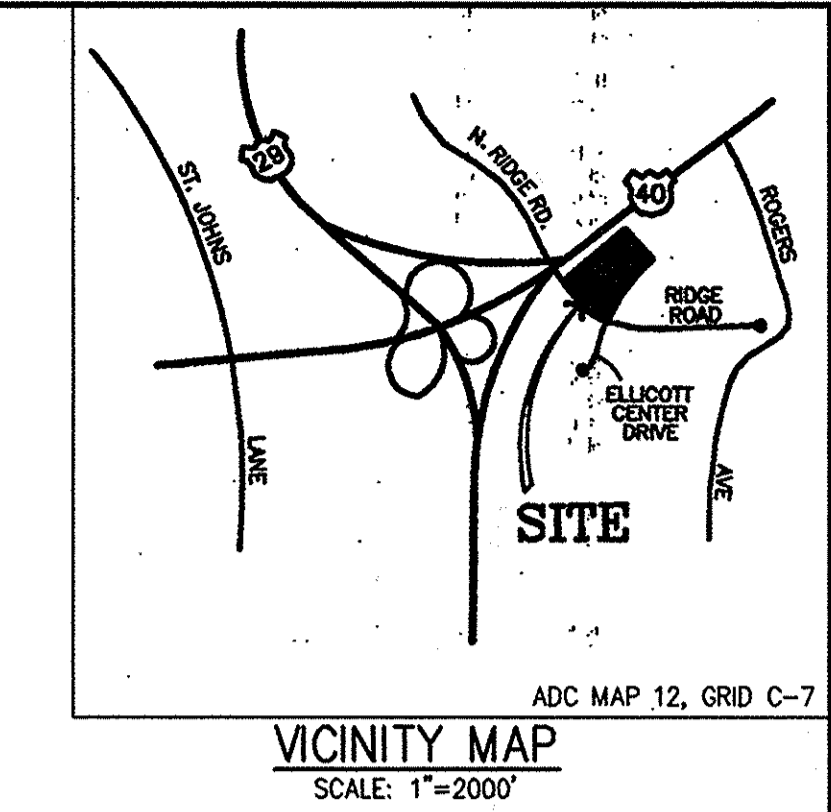 29
N. RIDGE RD.
40
ST. JOHNS
ROGERS
RIDGE
ROAD
ELLICOTT
CENTER
DRIVE
LANE
AVE
SITE
ADC MAP 12, GRID C-7
VICINITY MAP
SCALE: 1"=2000'